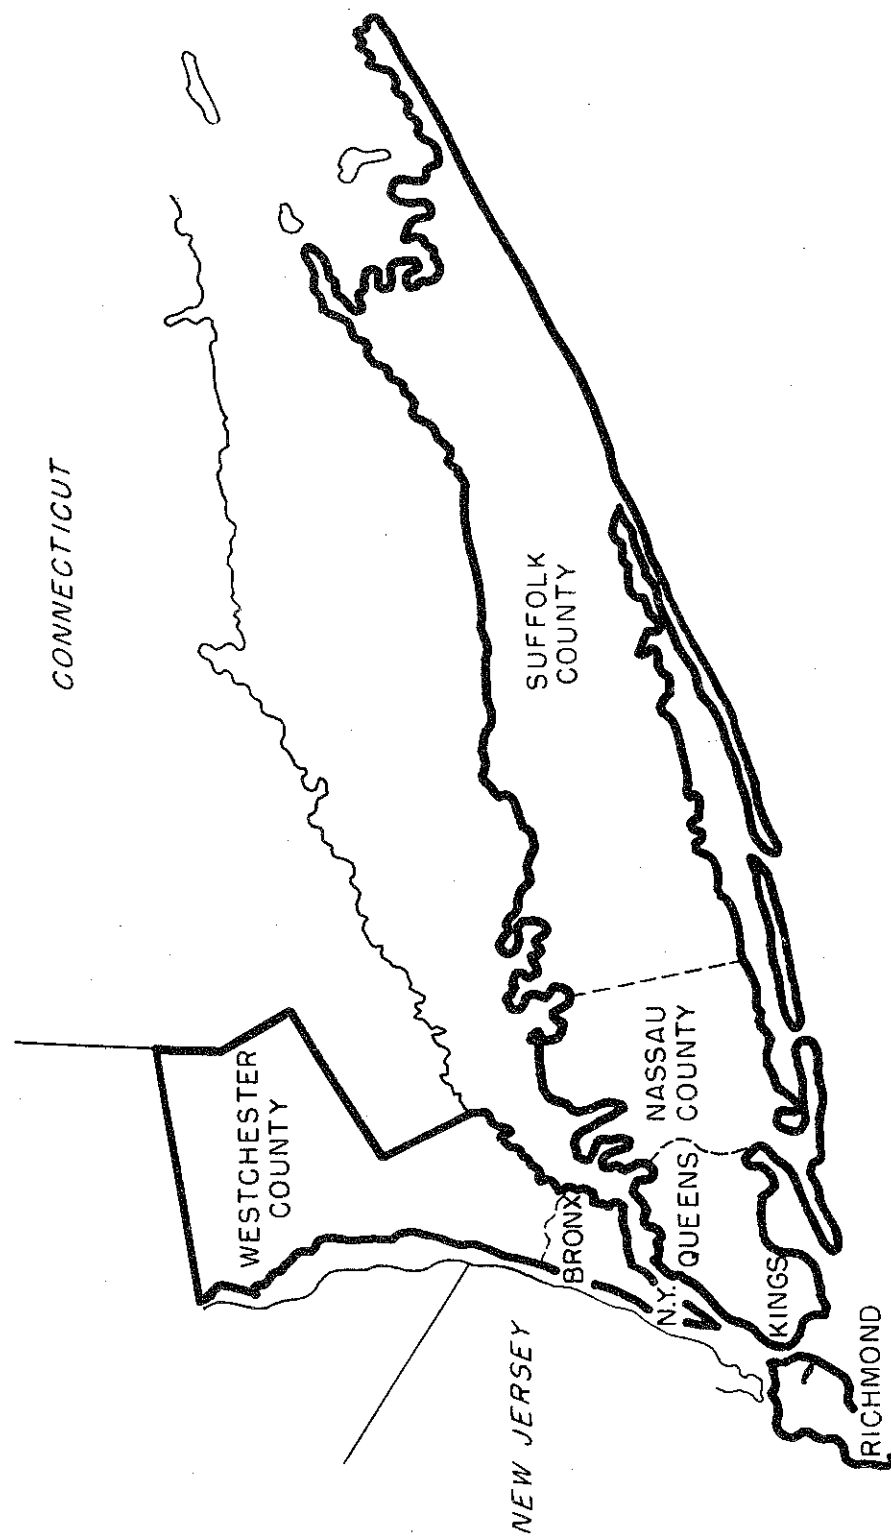 CONNECTICUT
WESTCHESTER
COUNTY
SUFFOLK
COUNTY
NASSAU
COUNTY
BRONX
QUEENS
N.Y.
NEW JERSEY
KINGS
RICHMOND